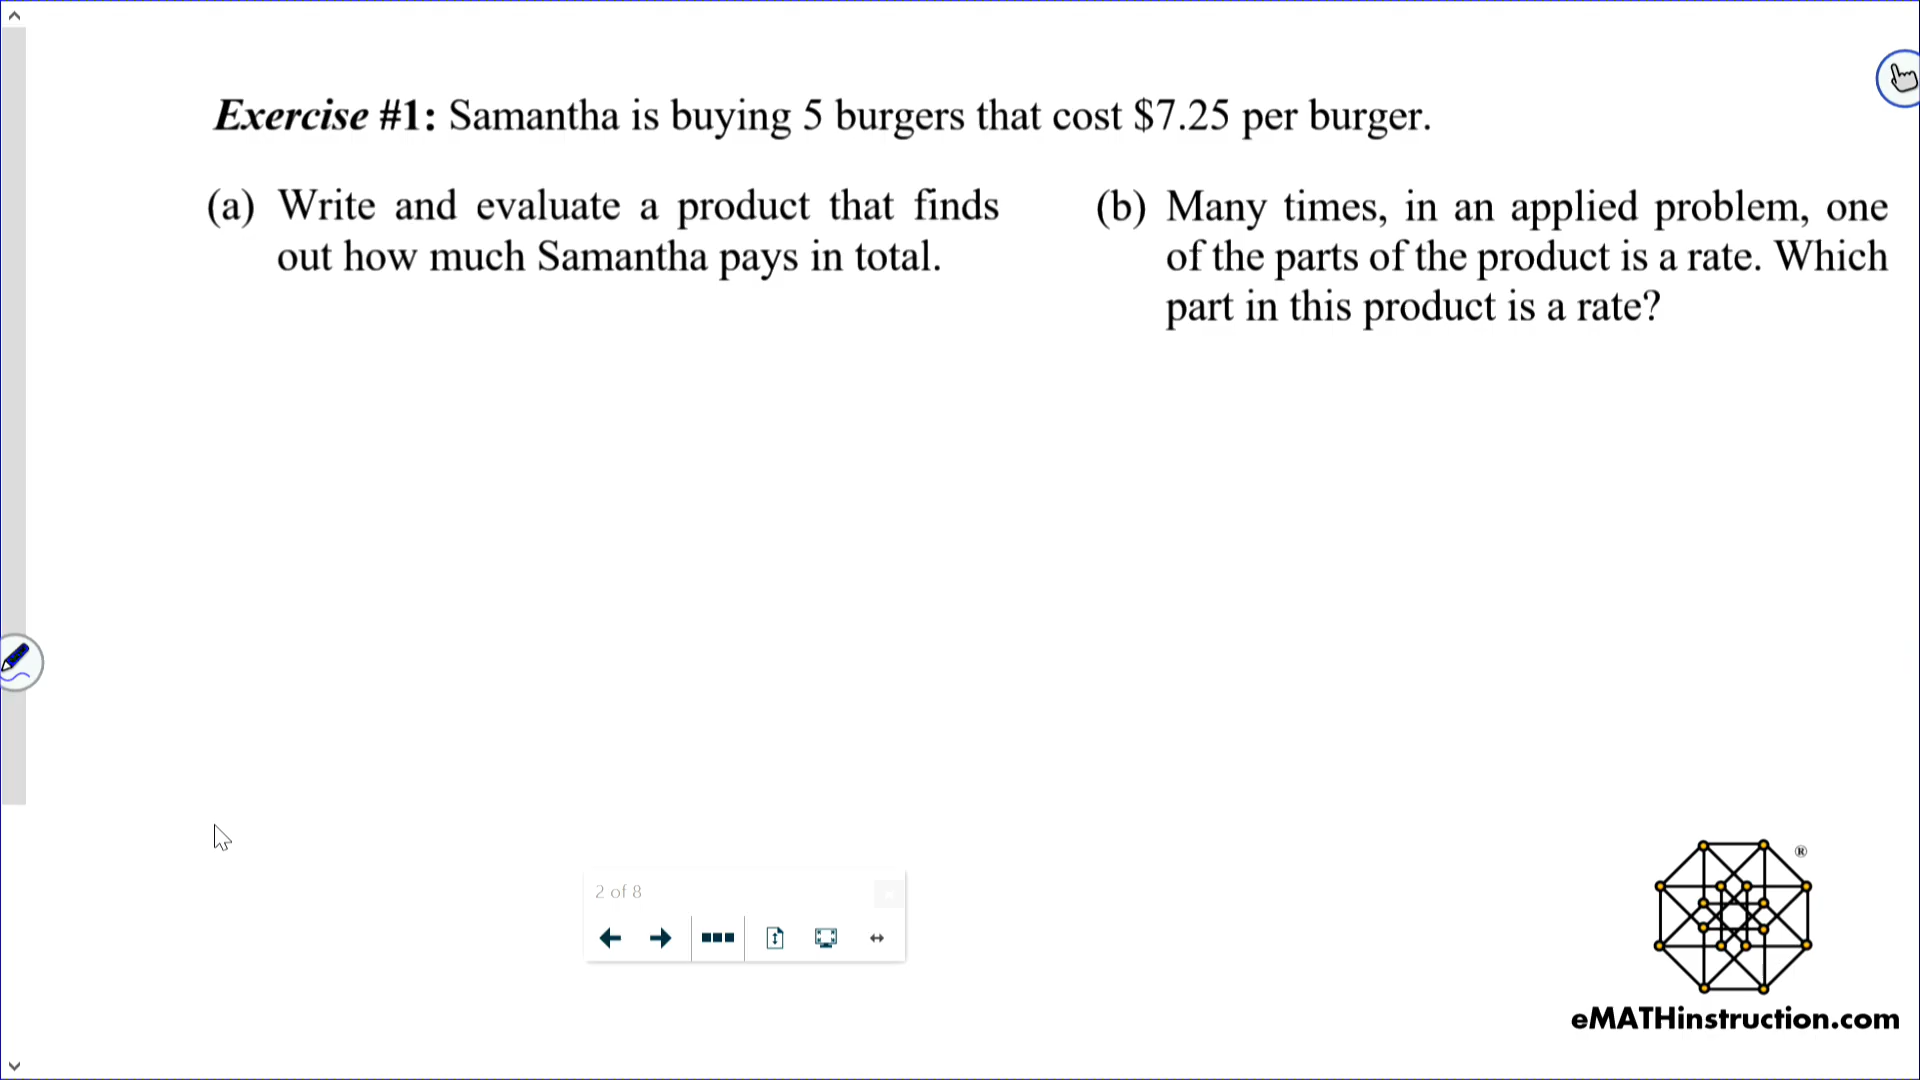 Exercise #1: Samantha is buying 5 burgers that cost $7.25 per burger.
(a) Write and evaluate a product that finds
out how much Samantha pays in total.
(b) Many times, in an applied problem, one
of the parts of the product is a rate. Which
part in this product is a rate?
2 of 8
®
eMATHinstruction.com